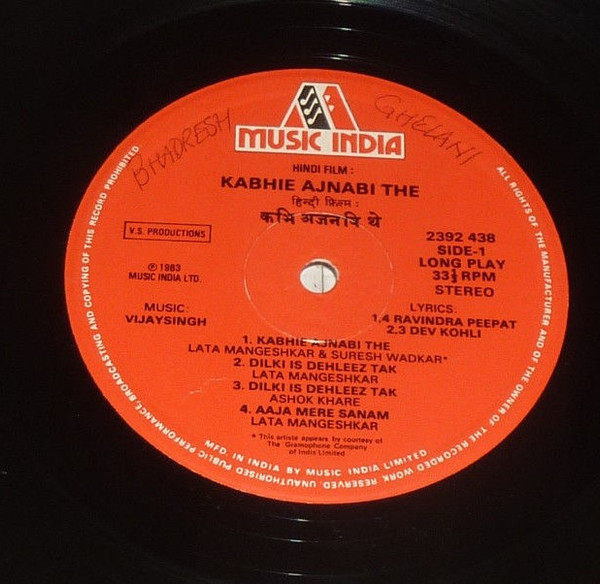 BHADRESH
GHELANI
MUSIC INDIA
HINDI FILM :
KABHIE AJNABI THE
हिन्दी फ़िल्म :
कभि अजनबि थे
V.S. PRODUCTIONS
℗ 1983
MUSIC INDIA LTD.
2392 438
SIDE-1
LONG PLAY
33⅓ RPM
STEREO
MUSIC:
VIJAYSINGH
LYRICS:
1,4 RAVINDRA PEEPAT
2,3 DEV KOHLI
1. KABHIE AJNABI THE
LATA MANGESHKAR & SURESH WADKAR*
2. DILKI IS DEHLEEZ TAK
LATA MANGESHKAR
3. DILKI IS DEHLEEZ TAK
ASHOK KHARE
4. AAJA MERE SANAM
LATA MANGESHKAR
* This artiste appears by courtesy of
The Gramophone Company
of India Limited
MFD. IN INDIA BY MUSIC INDIA LIMITED
ALL RIGHTS OF THE MANUFACTURER AND OF THE OWNER OF THE RECORDED WORK RESERVED. UNAUTHORISED PUBLIC PERFORMANCE, BROADCASTING AND COPYING OF THIS RECORD PROHIBITED